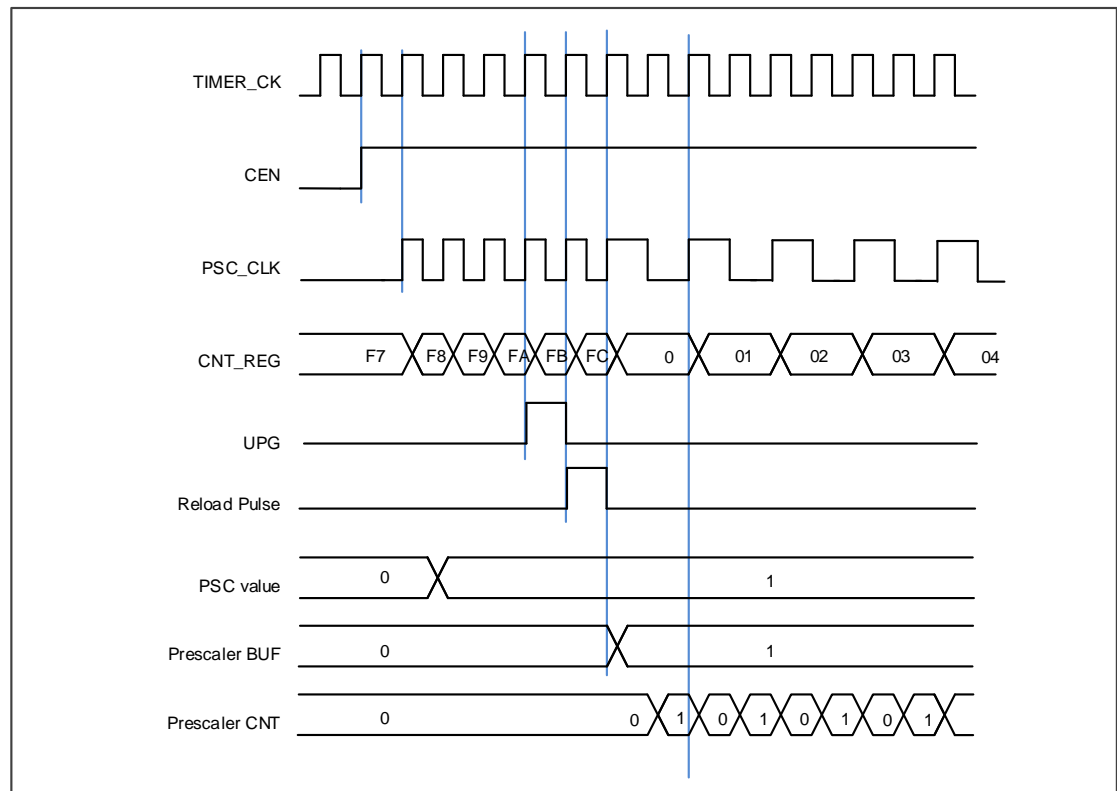 TIMER_CK
CEN
PSC_CLK
CNT_REG F7 F8 F9 FA FB FC 0 01 02 03 04
UPG
Reload Pulse
PSC value 0 1
Prescaler BUF 0 1
Prescaler CNT 0 0 1 0 1 0 1 0 1